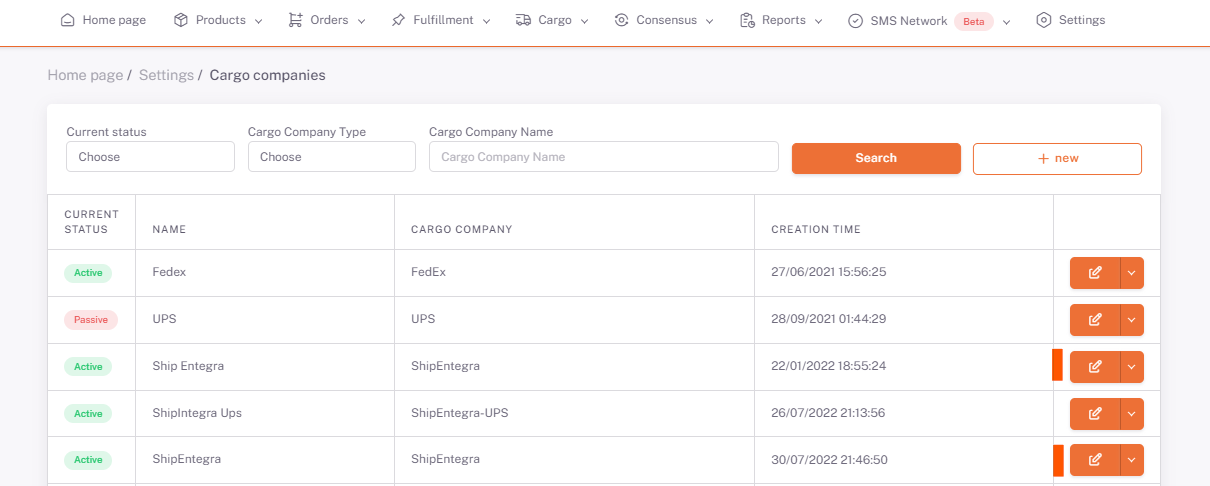 Home page Products Orders Fulfillment Cargo Consensus Reports SMS Network Beta Settings
Home page / Settings / Cargo companies
Current status Cargo Company Type Cargo Company Name
Choose Choose Cargo Company Name Search + new
CURRENT STATUS NAME CARGO COMPANY CREATION TIME
Active Fedex FedEx 27/06/2021 15:56:25
Passive UPS UPS 28/09/2021 01:44:29
Active Ship Entegra ShipEntegra 22/01/2022 18:55:24
Active ShipIntegra Ups ShipEntegra-UPS 26/07/2022 21:13:56
Active ShipEntegra ShipEntegra 30/07/2022 21:46:50